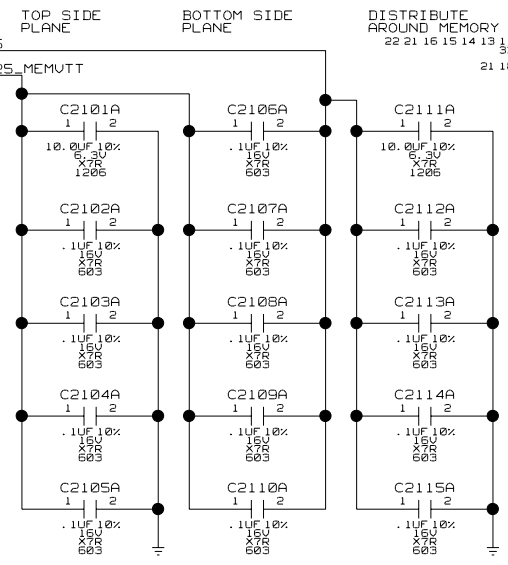 TOP SIDE
PLANE
BOTTOM SIDE
PLANE
DISTRIBUTE
AROUND MEMORY
22 21 16 15 14 13
25_MEMVTT
21
C2101A
1 2
10.0UF 10%
6.3V
X7R
1206
C2102A
1 2
.1UF 10%
16V
X7R
603
C2103A
1 2
.1UF 10%
16V
X7R
603
C2104A
1 2
.1UF 10%
16V
X7R
603
C2105A
1 2
.1UF 10%
16V
X7R
603
C2106A
1 2
.1UF 10%
16V
X7R
603
C2107A
1 2
.1UF 10%
16V
X7R
603
C2108A
1 2
.1UF 10%
16V
X7R
603
C2109A
1 2
.1UF 10%
16V
X7R
603
C2110A
1 2
.1UF 10%
16V
X7R
603
C2111A
1 2
10.0UF 10%
6.3V
X7R
1206
C2112A
1 2
.1UF 10%
16V
X7R
603
C2113A
1 2
.1UF 10%
16V
X7R
603
C2114A
1 2
.1UF 10%
16V
X7R
603
C2115A
1 2
.1UF 10%
16V
X7R
603